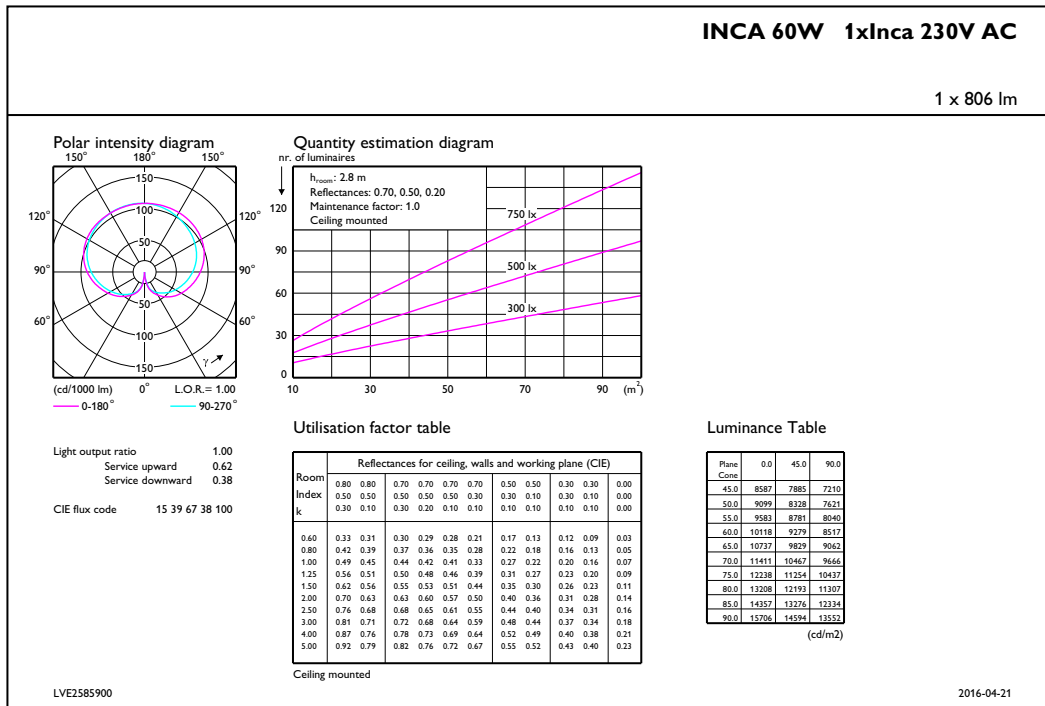 INCA 60W 1xInca 230V AC
1 x 806 lm
Polar intensity diagram
150° 180° 150°
150
120° 100 120°
50
90° 90°
50
60° 60°
100
150
γ
(cd/1000 lm) 0° L.O.R.= 1.00
0-180° 90-270°
Quantity estimation diagram
nr. of luminaires
hroom: 2.8 m
Reflectances: 0.70, 0.50, 0.20
Maintenance factor: 1.0
Ceiling mounted
120
750 lx
90
500 lx
60
300 lx
30
0
10 30 50 70 90 (m²)
Light output ratio 1.00
Service upward 0.62
Service downward 0.38
CIE flux code 15 39 67 38 100
Utilisation factor table
Reflectances for ceiling, walls and working plane (CIE)
Room 0.80 0.80 0.70 0.70 0.70 0.70 0.50 0.50 0.30 0.30 0.00
Index 0.50 0.50 0.50 0.50 0.50 0.30 0.30 0.10 0.30 0.10 0.00
k 0.30 0.10 0.30 0.20 0.10 0.10 0.10 0.10 0.10 0.10 0.00
0.60 0.33 0.31 0.30 0.29 0.28 0.21 0.17 0.13 0.12 0.09 0.03
0.80 0.42 0.39 0.37 0.36 0.35 0.28 0.22 0.18 0.16 0.13 0.05
1.00 0.49 0.45 0.44 0.42 0.41 0.33 0.27 0.22 0.20 0.16 0.07
1.25 0.56 0.51 0.50 0.48 0.46 0.39 0.31 0.27 0.23 0.20 0.09
1.50 0.62 0.56 0.55 0.53 0.51 0.44 0.35 0.30 0.26 0.23 0.11
2.00 0.70 0.63 0.63 0.60 0.57 0.50 0.40 0.36 0.31 0.28 0.14
2.50 0.76 0.68 0.68 0.65 0.61 0.55 0.44 0.40 0.34 0.31 0.16
3.00 0.81 0.71 0.72 0.68 0.64 0.59 0.48 0.44 0.37 0.34 0.18
4.00 0.87 0.76 0.78 0.73 0.69 0.64 0.52 0.49 0.40 0.38 0.21
5.00 0.92 0.79 0.82 0.76 0.72 0.67 0.55 0.52 0.43 0.40 0.23
Ceiling mounted
Luminance Table
Plane 0.0 45.0 90.0
Cone
45.0 8587 7885 7210
50.0 9099 8328 7621
55.0 9583 8781 8040
60.0 10118 9279 8517
65.0 10737 9829 9062
70.0 11411 10467 9666
75.0 12238 11254 10437
80.0 13208 12193 11307
85.0 14357 13276 12334
90.0 15706 14594 13552
(cd/m2)
LVE2585900
2016-04-21